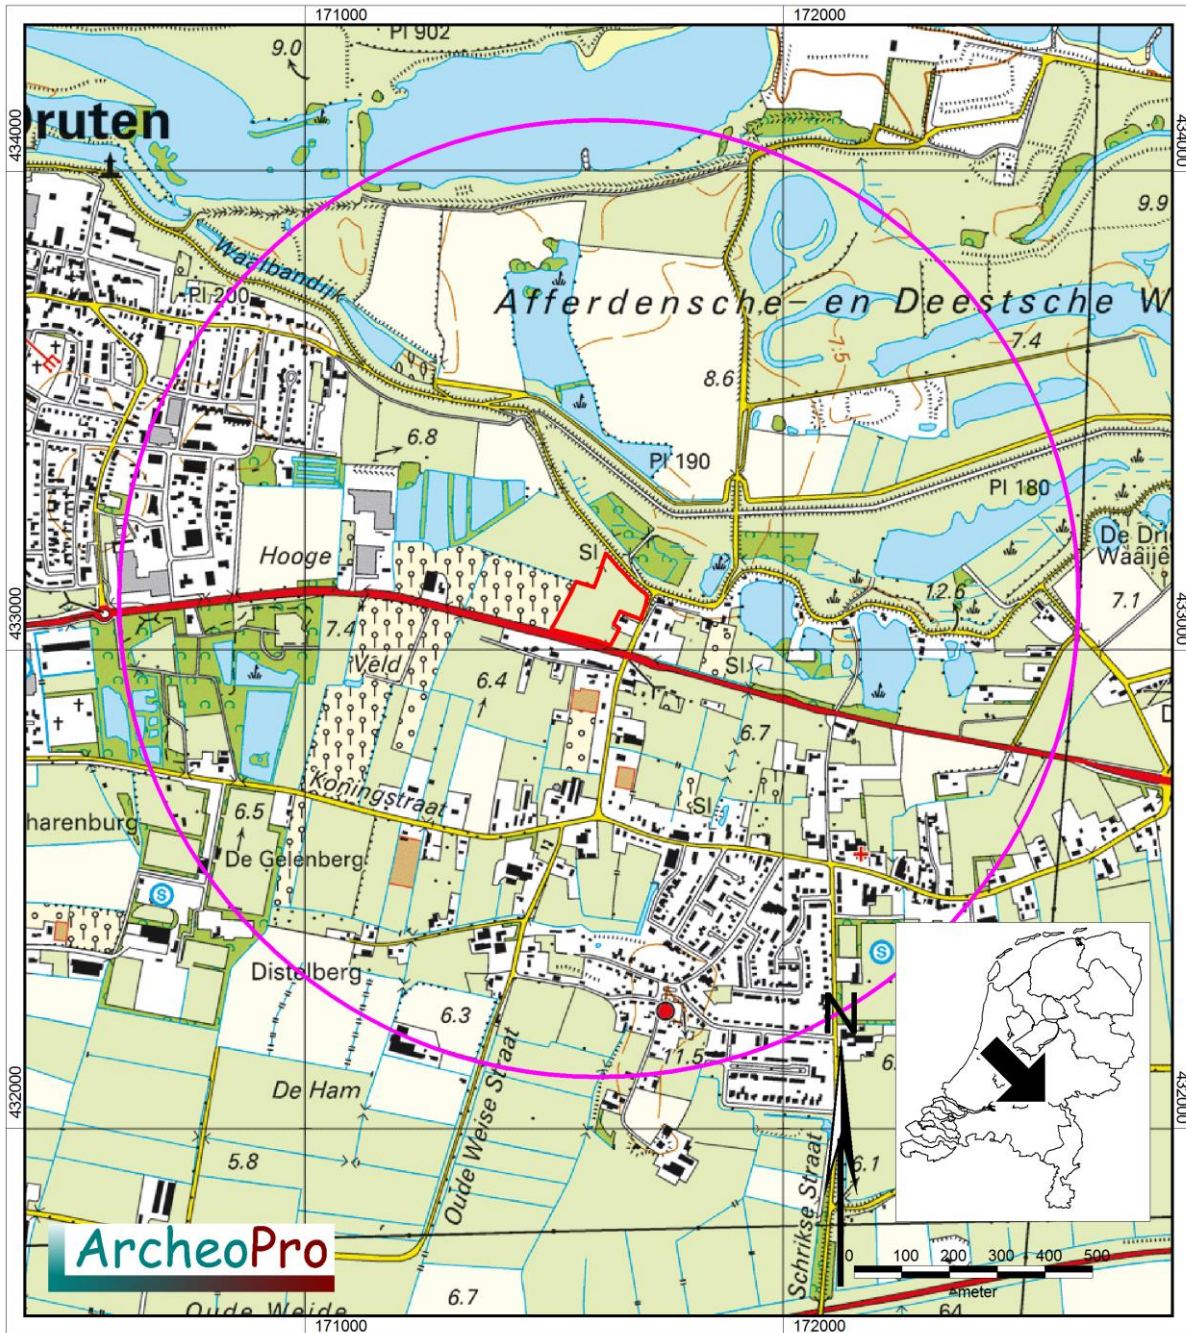 171000
172000
434000
434000
433000
433000
432000
432000
9.0
Pl 902
ruten
9.9
Waalbandijk
Pl 200
Afferdensche- en Deestsche W
7.4
7.5
8.6
6.8
Pl 190
Pl 180
De Dri
Waaije
Hooge
Sl
12.6
7.1
7.4
Veld
6.4
Sl
6.7
Koningstraat
harenburg
6.5
Sl
De Gelenberg
S
S
Distelberg
6.3
N
11.5
De Ham
Oude Weise Straat
5.8
Schrikse Straat
6.1
ArcheoPro
0 100 200 300 400 500
meter
6.7
Oude Weide
171000
172000